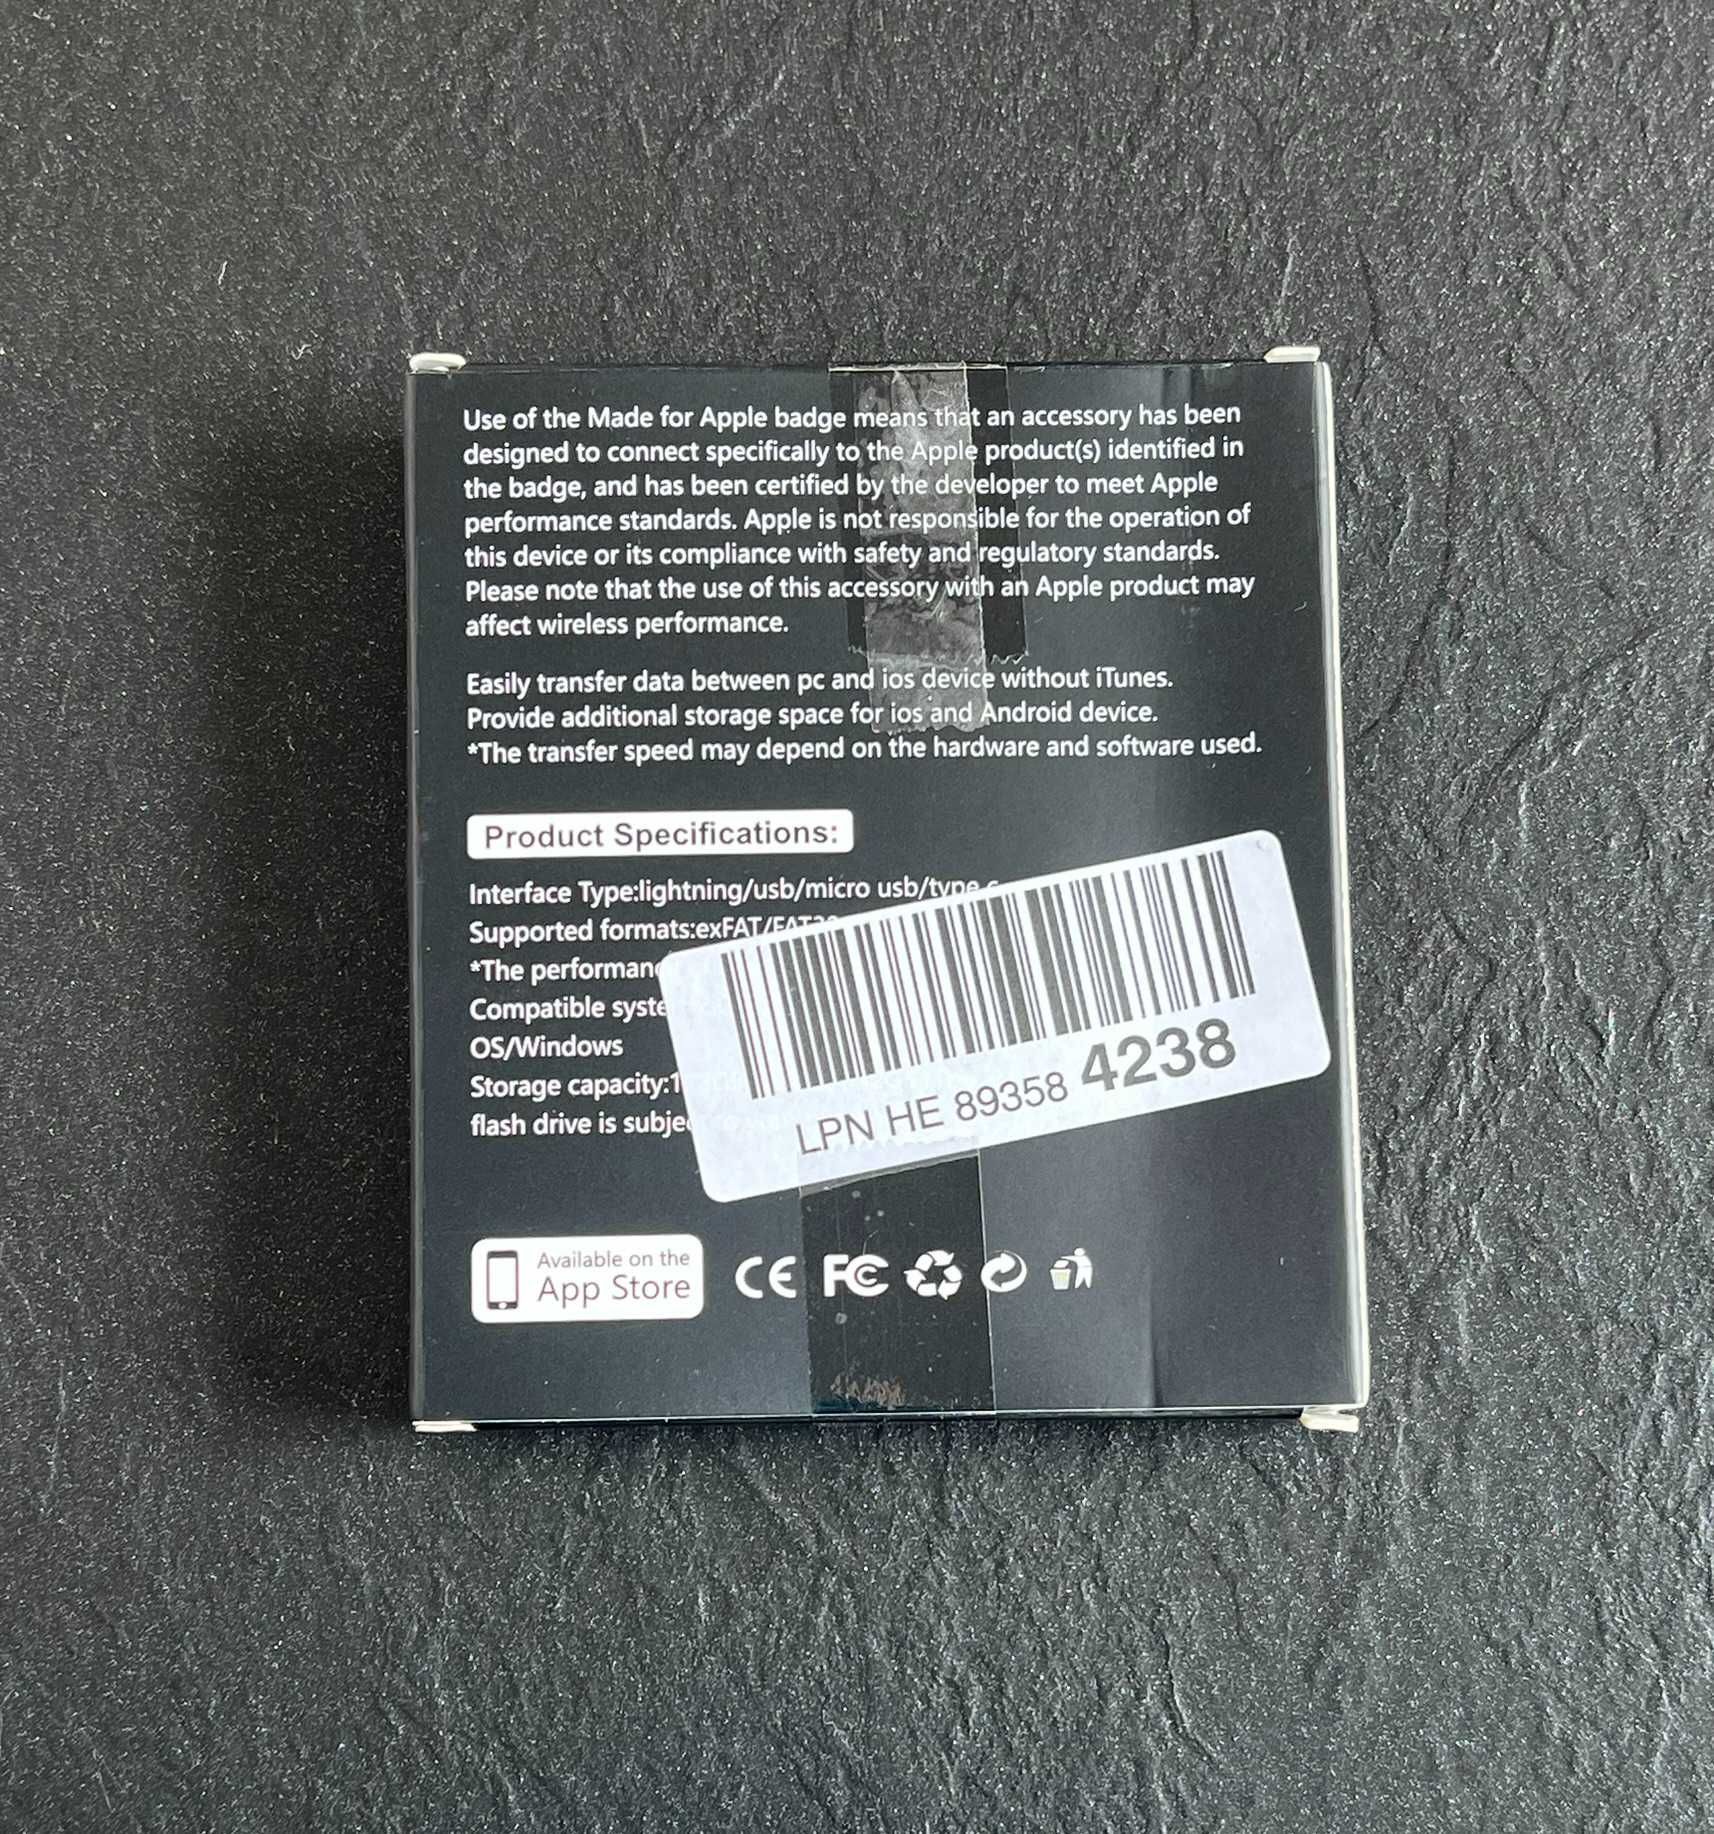 Use of the Made for Apple badge means that an accessory has been
designed to connect specifically to the Apple product(s) identified in
the badge, and has been certified by the developer to meet Apple
performance standards. Apple is not responsible for the operation of
this device or its compliance with safety and regulatory standards.
Please note that the use of this accessory with an Apple product may
affect wireless performance.
Easily transfer data between pc and ios device without iTunes.
Provide additional storage space for ios and Android device.
*The transfer speed may depend on the hardware and software used.
Product Specifications:
Interface Type:lightning/usb/micro usb/type
Supported formats:exFAT/FAT32
*The
Compatible
OS/Windows
Storage capacity:
flash drive is
LPN HE 89358 4238
Available on the
App Store
CE FC